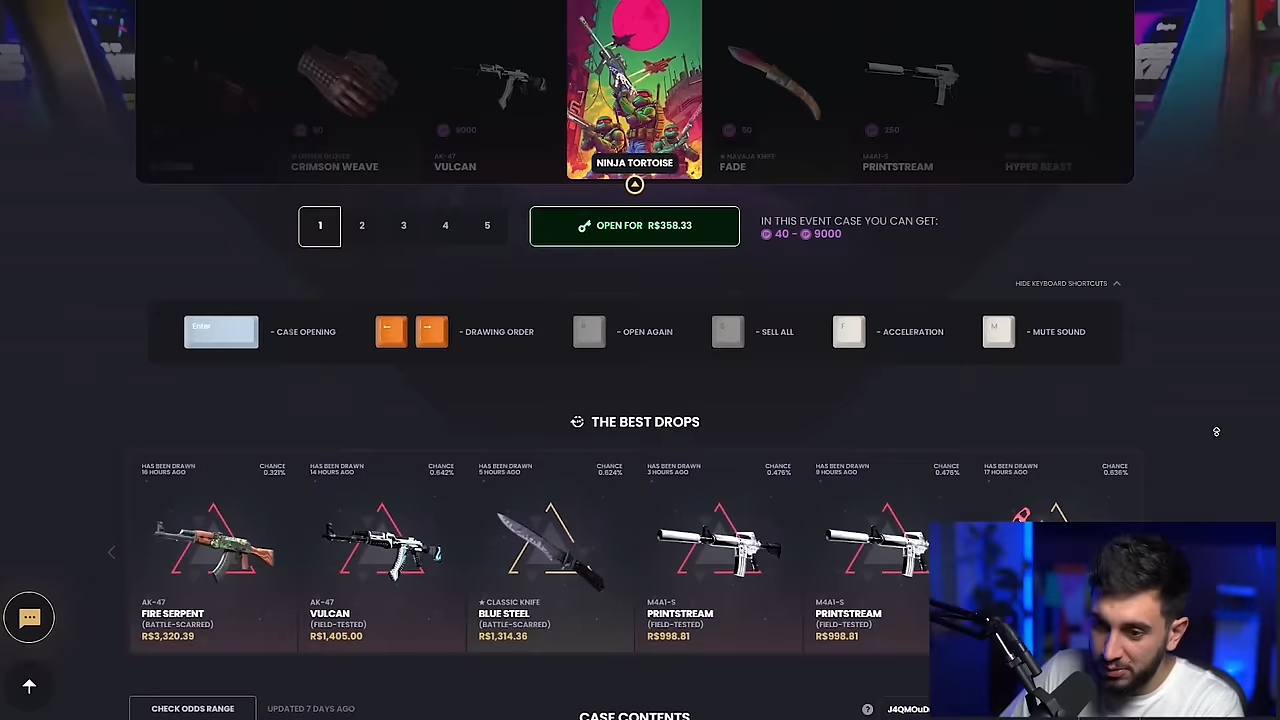 90
9000
50
250
CRIMSON WEAVE
AK-47
VULCAN
NINJA TORTOISE
★ NAVAJA KNIFE
FADE
M4A1-S
PRINTSTREAM
HYPER BEAST
1
2
3
4
5
OPEN FOR R$358.33
IN THIS EVENT CASE YOU CAN GET:
40 - 9000
HIDE KEYBOARD SHORTCUTS
Enter
- CASE OPENING
← →
- DRAWING ORDER
- OPEN AGAIN
- SELL ALL
F
- ACCELERATION
M
- MUTE SOUND
THE BEST DROPS
HAS BEEN DRAWN
16 HOURS AGO
CHANCE
0.321%
AK-47
FIRE SERPENT
(BATTLE-SCARRED)
R$3,320.39
HAS BEEN DRAWN
14 HOURS AGO
CHANCE
0.642%
AK-47
VULCAN
(FIELD-TESTED)
R$1,405.00
HAS BEEN DRAWN
5 HOURS AGO
CHANCE
0.624%
★ CLASSIC KNIFE
BLUE STEEL
(BATTLE-SCARRED)
R$1,314.36
HAS BEEN DRAWN
3 HOURS AGO
CHANCE
0.476%
M4A1-S
PRINTSTREAM
(FIELD-TESTED)
R$998.81
HAS BEEN DRAWN
9 HOURS AGO
CHANCE
0.476%
M4A1-S
PRINTSTREAM
(FIELD-TESTED)
R$998.81
HAS BEEN DRAWN
17 HOURS AGO
CHANCE
0.636%
CHECK ODDS RANGE
UPDATED 7 DAYS AGO
CASE CONTENTS